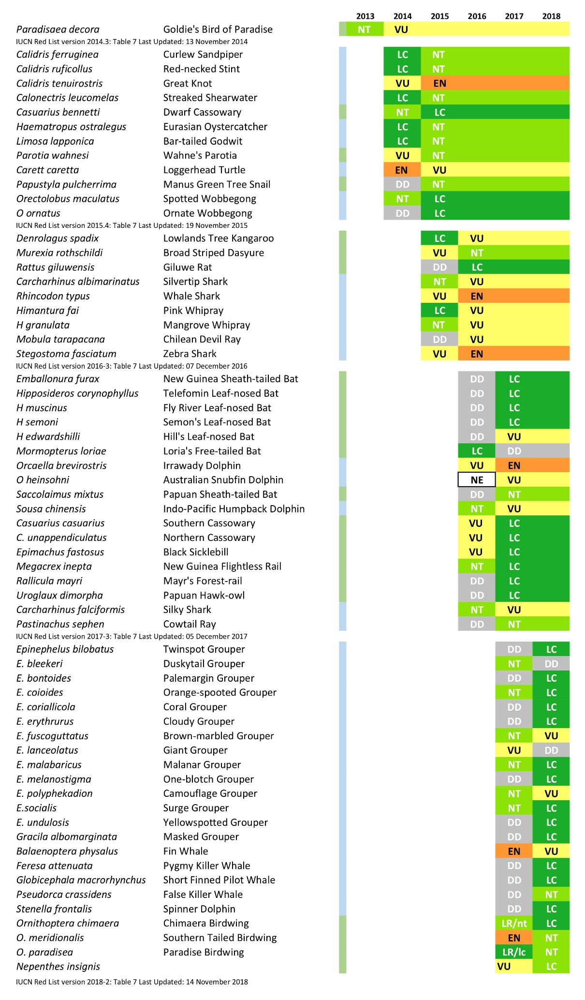 2013 2014 2015 2016 2017 2018
Paradisaea decora Goldie's Bird of Paradise NT VU
IUCN Red List version 2014.3: Table 7 Last Updated: 13 November 2014
Calidris ferruginea Curlew Sandpiper LC NT
Calidris ruficollus Red-necked Stint LC NT
Calidris tenuirostris Great Knot VU EN
Calonectris leucomelas Streaked Shearwater LC NT
Casuarius bennetti Dwarf Cassowary NT LC
Haematropus ostralegus Eurasian Oystercatcher LC NT
Limosa lapponica Bar-tailed Godwit LC NT
Parotia wahnesi Wahne's Parotia VU NT
Carett caretta Loggerhead Turtle EN VU
Papustyla pulcherrima Manus Green Tree Snail DD NT
Orectolobus maculatus Spotted Wobbegong NT LC
O ornatus Ornate Wobbegong DD LC
IUCN Red List version 2015.4: Table 7 Last Updated: 19 November 2015
Denrolagus spadix Lowlands Tree Kangaroo LC VU
Murexia rothschildi Broad Striped Dasyure VU NT
Rattus giluwensis Giluwe Rat DD LC
Carcharhinus albimarinatus Silvertip Shark NT VU
Rhincodon typus Whale Shark VU EN
Himantura fai Pink Whipray LC VU
H granulata Mangrove Whipray NT VU
Mobula tarapacana Chilean Devil Ray DD VU
Stegostoma fasciatum Zebra Shark VU EN
IUCN Red List version 2016-3: Table 7 Last Updated: 07 December 2016
Emballonura furax New Guinea Sheath-tailed Bat DD LC
Hipposideros corynophyllus Telefomin Leaf-nosed Bat DD LC
H muscinus Fly River Leaf-nosed Bat DD LC
H semoni Semon's Leaf-nosed Bat DD LC
H edwardshilli Hill's Leaf-nosed Bat DD VU
Mormopterus loriae Loria's Free-tailed Bat LC DD
Orcaella brevirostris Irrawady Dolphin VU EN
O heinsohni Australian Snubfin Dolphin NE VU
Saccolaimus mixtus Papuan Sheath-tailed Bat DD NT
Sousa chinensis Indo-Pacific Humpback Dolphin NT VU
Casuarius casuarius Southern Cassowary VU LC
C. unappendiculatus Northern Cassowary VU LC
Epimachus fastosus Black Sicklebill VU LC
Megacrex inepta New Guinea Flightless Rail NT LC
Rallicula mayri Mayr's Forest-rail DD LC
Uroglaux dimorpha Papuan Hawk-owl DD LC
Carcharhinus falciformis Silky Shark NT VU
Pastinachus sephen Cowtail Ray DD NT
IUCN Red List version 2017-3: Table 7 Last Updated: 05 December 2017
Epinephelus bilobatus Twinspot Grouper DD LC
E. bleekeri Duskytail Grouper NT DD
E. bontoides Palemargin Grouper DD LC
E. coioides Orange-spooted Grouper NT LC
E. coriallicola Coral Grouper DD LC
E. erythrurus Cloudy Grouper DD LC
E. fuscoguttatus Brown-marbled Grouper NT VU
E. lanceolatus Giant Grouper VU DD
E. malabaricus Malanar Grouper NT LC
E. melanostigma One-blotch Grouper DD LC
E. polyphekadion Camouflage Grouper NT VU
E.socialis Surge Grouper NT LC
E. undulosis Yellowspotted Grouper DD LC
Gracila albomarginata Masked Grouper DD LC
Balaenoptera physalus Fin Whale EN VU
Feresa attenuata Pygmy Killer Whale DD LC
Globicephala macrorhynchus Short Finned Pilot Whale DD LC
Pseudorca crassidens False Killer Whale DD NT
Stenella frontalis Spinner Dolphin DD LC
Ornithoptera chimaera Chimaera Birdwing LR/nt LC
O. meridionalis Southern Tailed Birdwing EN NT
O. paradisea Paradise Birdwing LR/lc NT
Nepenthes insignis VU LC
IUCN Red List version 2018-2: Table 7 Last Updated: 14 November 2018